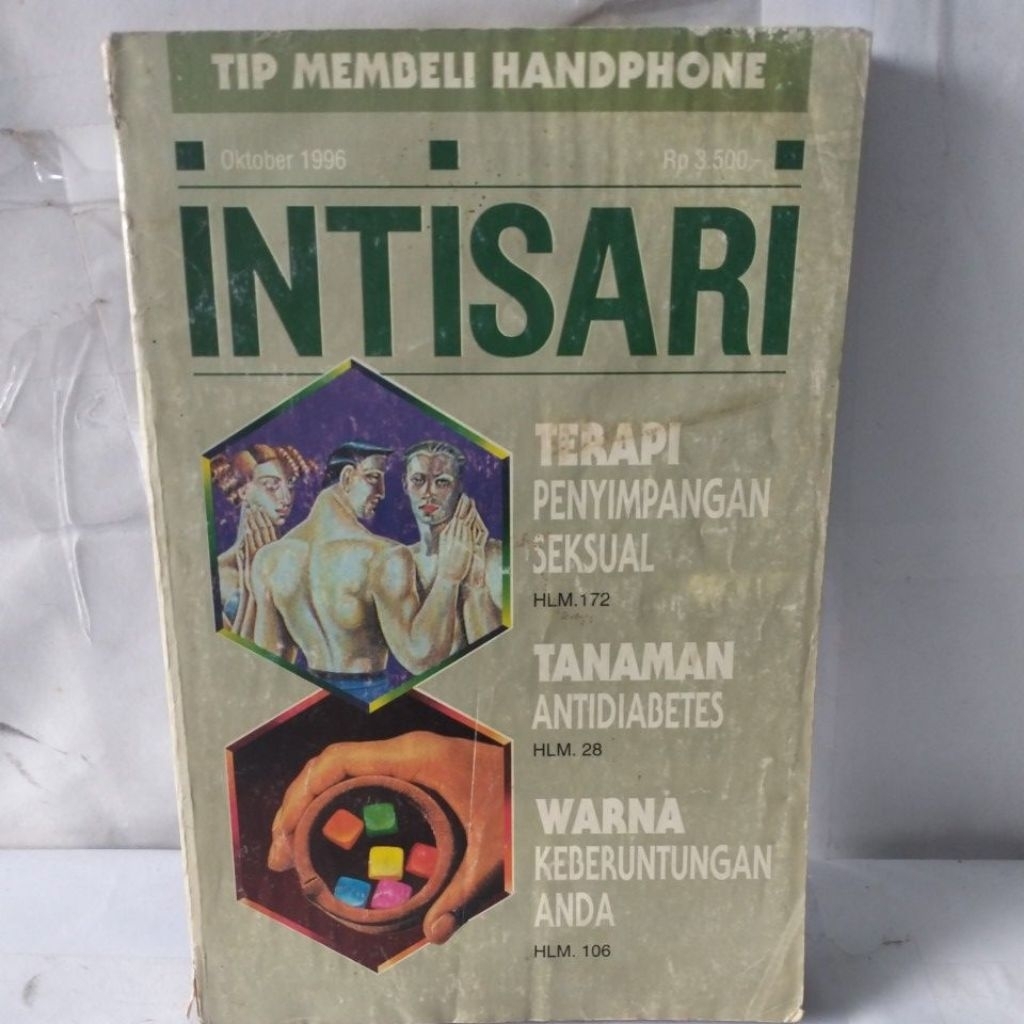 TIP MEMBELI HANDPHONE
Oktober 1996 Rp 3.500,-
iNTiSARi
TERAPI
PENYIMPANGAN
SEKSUAL
HLM.172
TANAMAN
ANTIDIABETES
HLM. 28
WARNA
KEBERUNTUNGAN
ANDA
HLM. 106